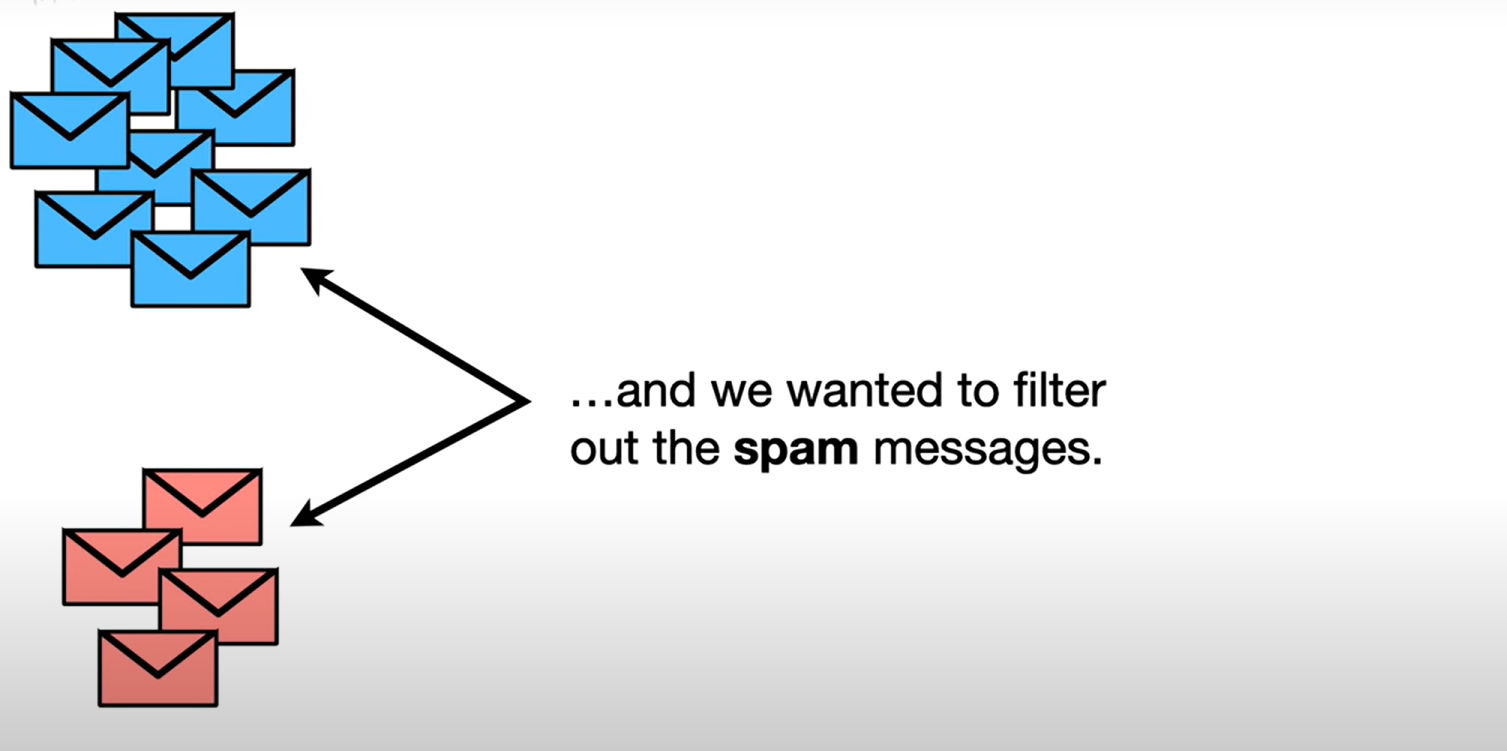 …and we wanted to filter
out the spam messages.